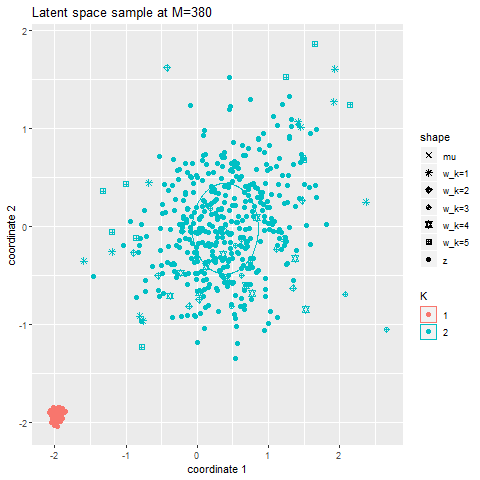 Latent space sample at M=380
2
1
0
-1
-2
coordinate 2
-2
-1
0
1
2
coordinate 1
shape
mu
w_k=1
w_k=2
w_k=3
w_k=4
w_k=5
z
K
1
2